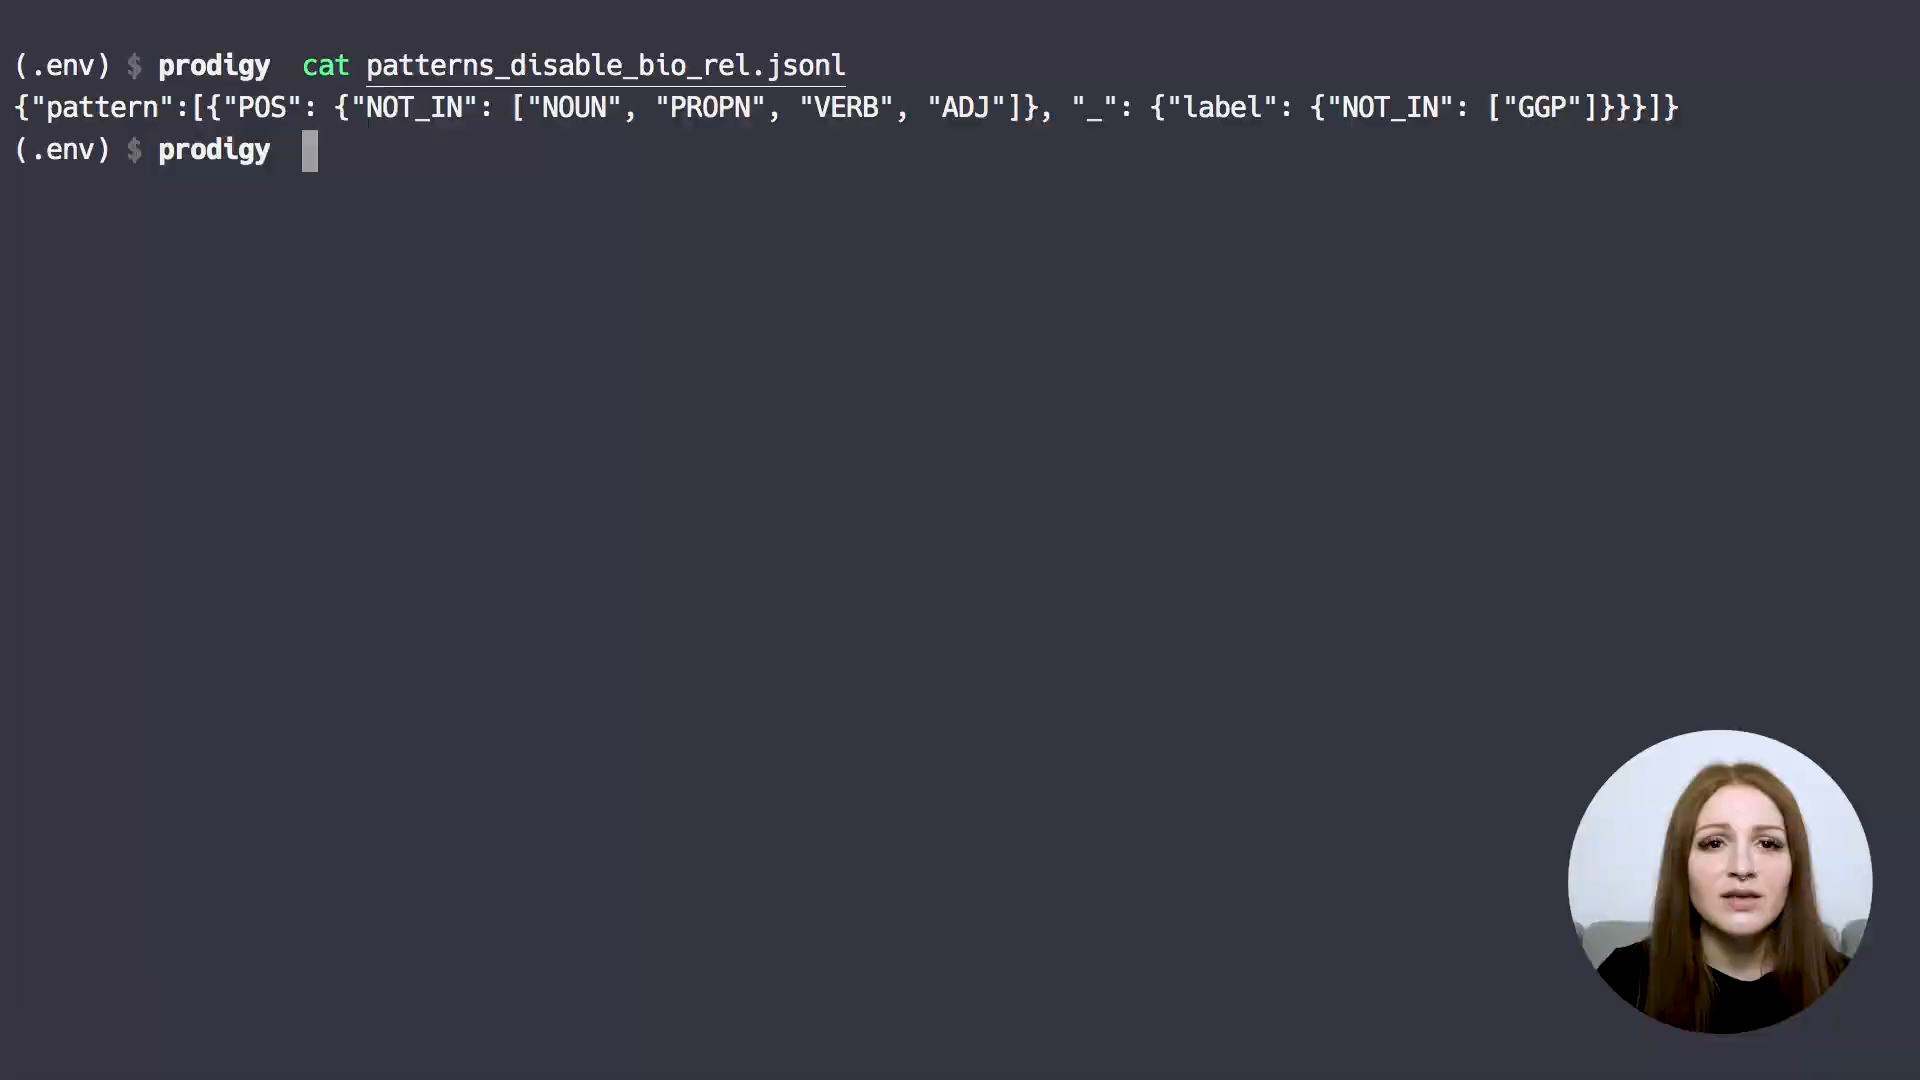 (.env) $ prodigy cat patterns_disable_bio_rel.jsonl
{"pattern":[{"POS": {"NOT_IN": ["NOUN", "PROPN", "VERB", "ADJ"]}, "_": {"label": {"NOT_IN": ["GGP"]}}}]}
(.env) $ prodigy